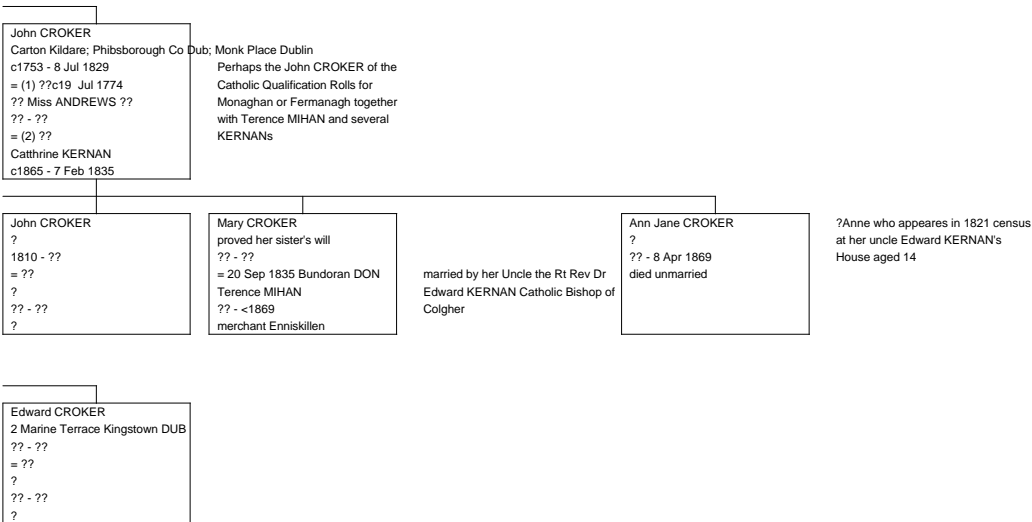 John CROKER
Carton Kildare; Phibsborough Co Dub; Monk Place Dublin
c1753 - 8 Jul 1829
= (1) ??c19 Jul 1774
?? Miss ANDREWS ??
?? - ??
= (2) ??
Catthrine KERNAN
c1865 - 7 Feb 1835
Perhaps the John CROKER of the
Catholic Qualification Rolls for
Monaghan or Fermanagh together
with Terence MIHAN and several
KERNANs
John CROKER
?
1810 - ??
= ??
?
?? - ??
?
Mary CROKER
proved her sister's will
?? - ??
= 20 Sep 1835 Bundoran DON
Terence MIHAN
?? - <1869
merchant Enniskillen
married by her Uncle the Rt Rev Dr
Edward KERNAN Catholic Bishop of
Colgher
Ann Jane CROKER
?
?? - 8 Apr 1869
died unmarried
?Anne who appeares in 1821 census
at her uncle Edward KERNAN's
House aged 14
Edward CROKER
2 Marine Terrace Kingstown DUB
?? - ??
= ??
?
?? - ??
?